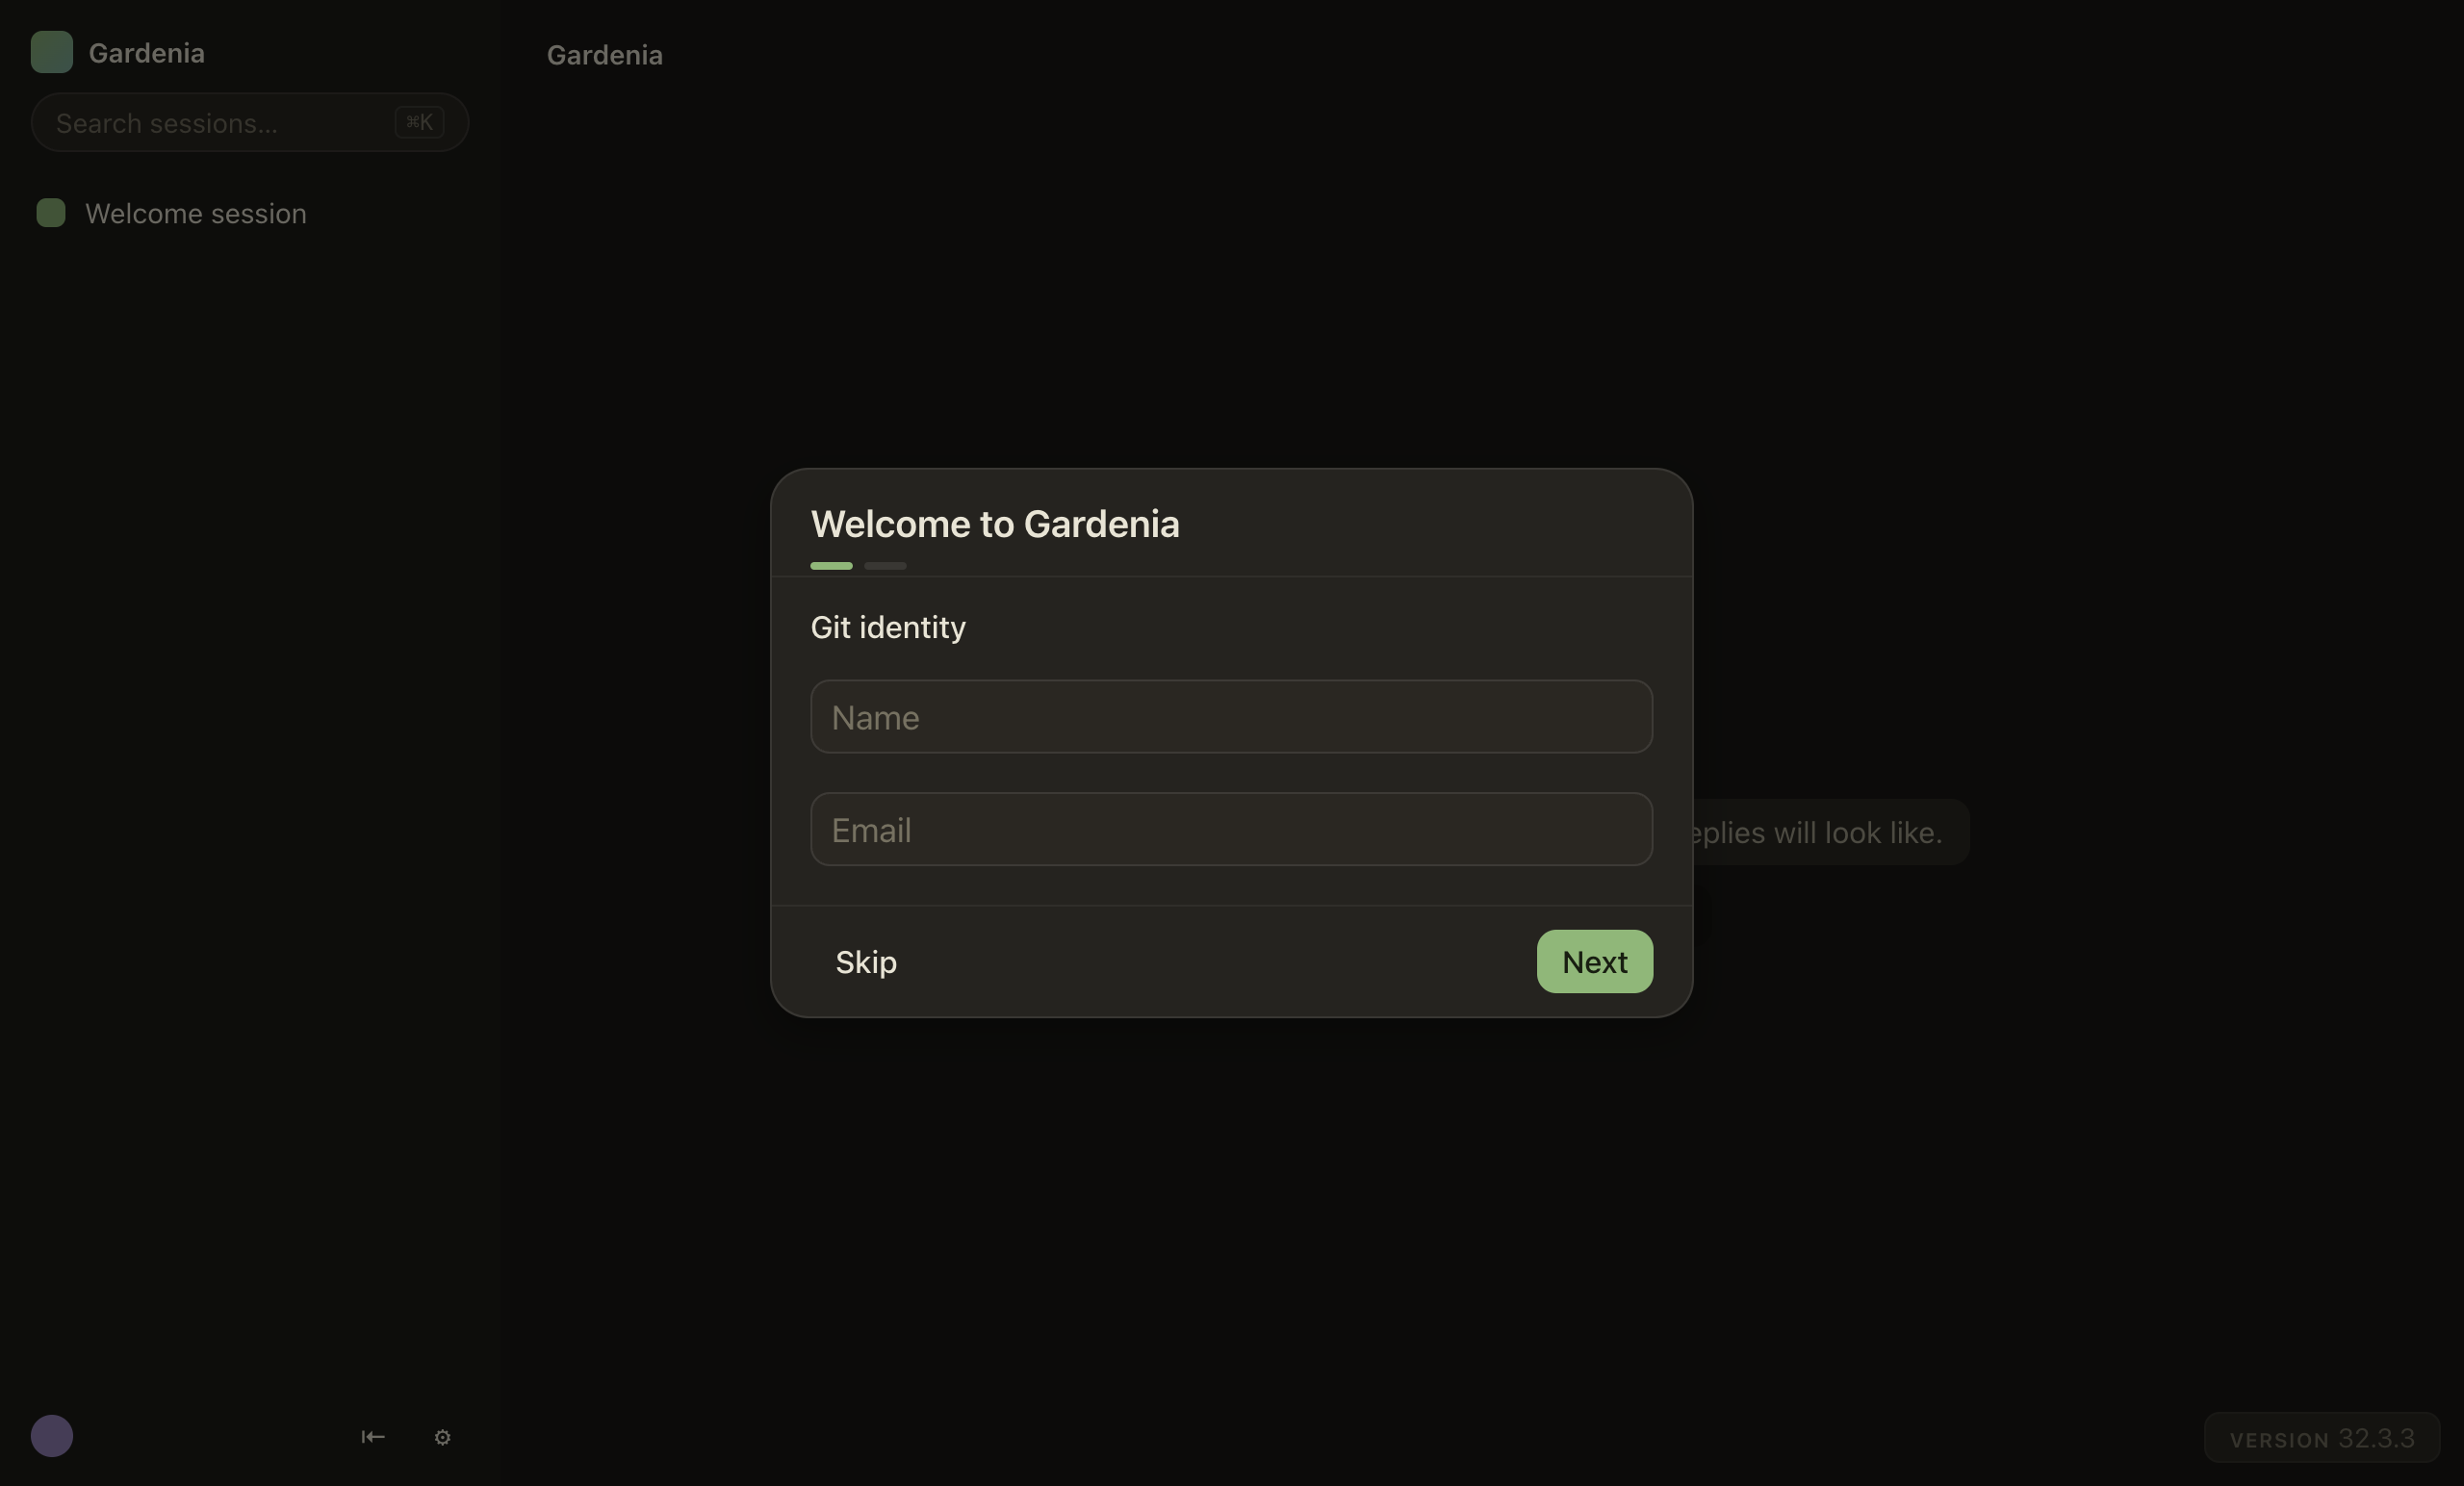 Gardenia
Search sessions...
⌘K
Welcome session
Gardenia
Welcome to Gardenia
Git identity
Name
Email
replies will look like.
Skip
Next
VERSION 32.3.3